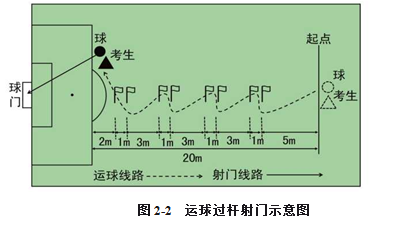 球
考生
起点
球
门
球
考生
2m 1m 3m 1m 3m 1m 3m 1m 5m
20m
运球线路 射门线路
图2-2 运球过杆射门示意图